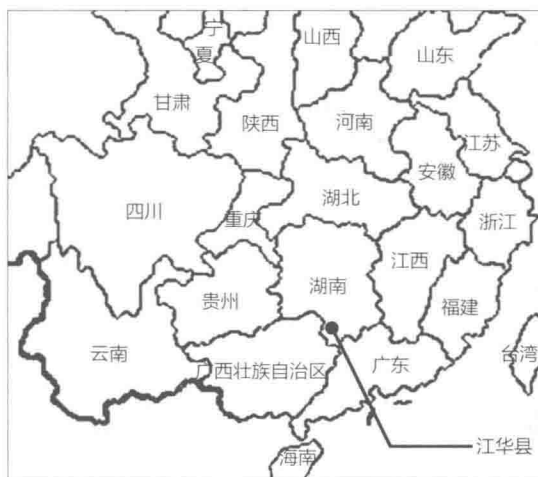 宁
夏
山西
山东
甘肃
陕西
河南
江苏
安徽
四川
重庆
湖北
浙江
江西
贵州
湖南
福建
云南
广西壮族自治区
广东
台湾
江华县
海南